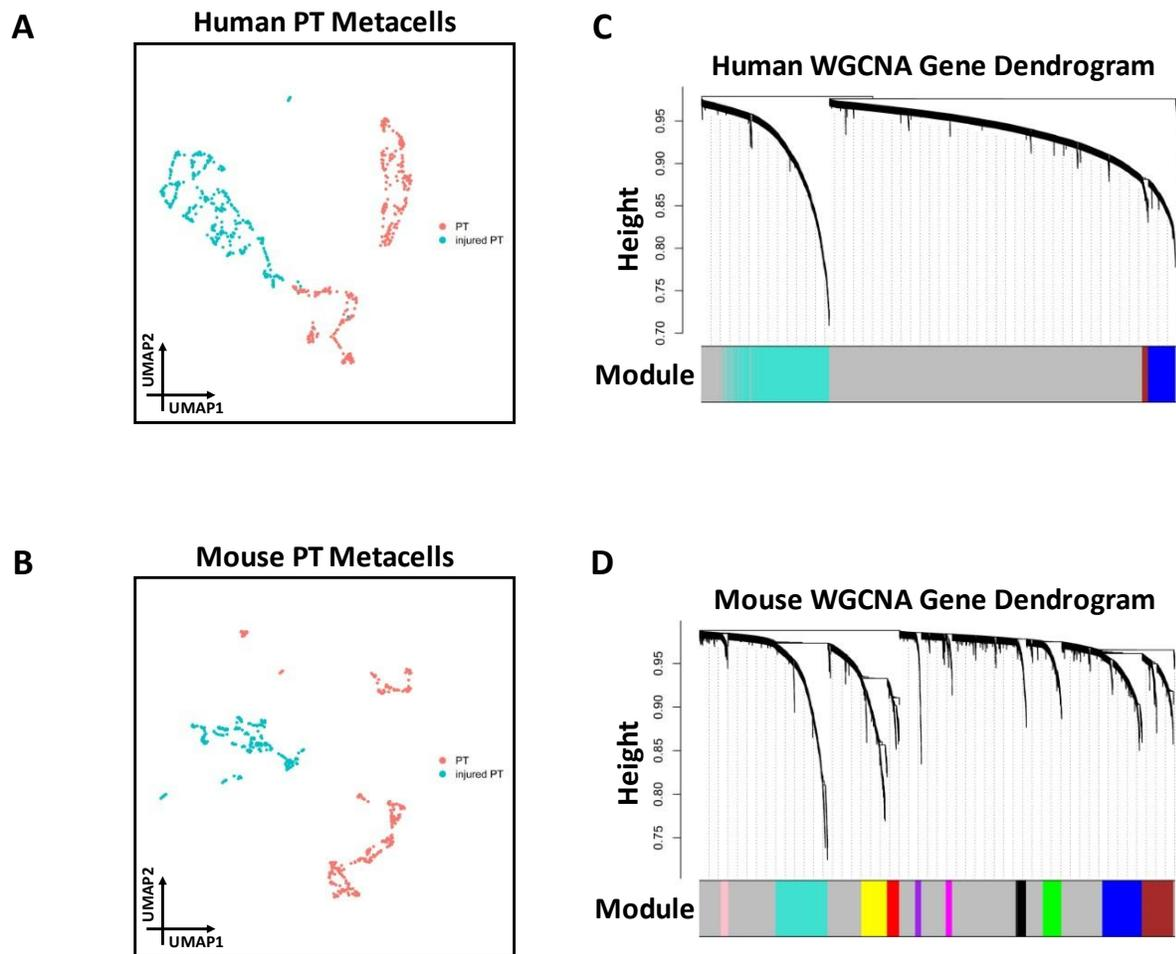 A
Human PT Metacells
PT
injured PT
UMAP2
UMAP1
C
Human WGCNA Gene Dendrogram
Height
0.95
0.90
0.85
0.80
0.75
0.70
Module
B
Mouse PT Metacells
PT
injured PT
UMAP2
UMAP1
D
Mouse WGCNA Gene Dendrogram
Height
0.95
0.90
0.85
0.80
0.75
Module